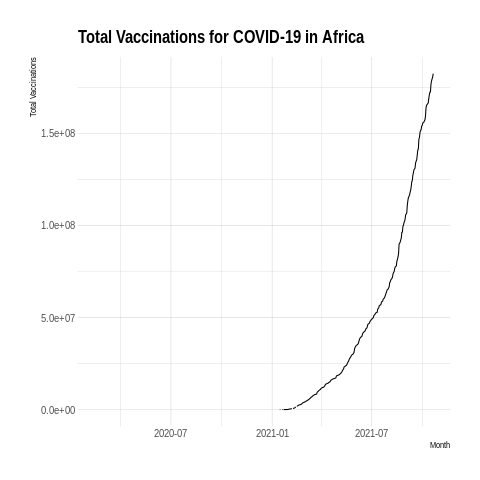 Total Vaccinations for COVID-19 in Africa
Total Vaccinations
1.5e+08
1.0e+08
5.0e+07
0.0e+00
2020-07 2021-01 2021-07
Month